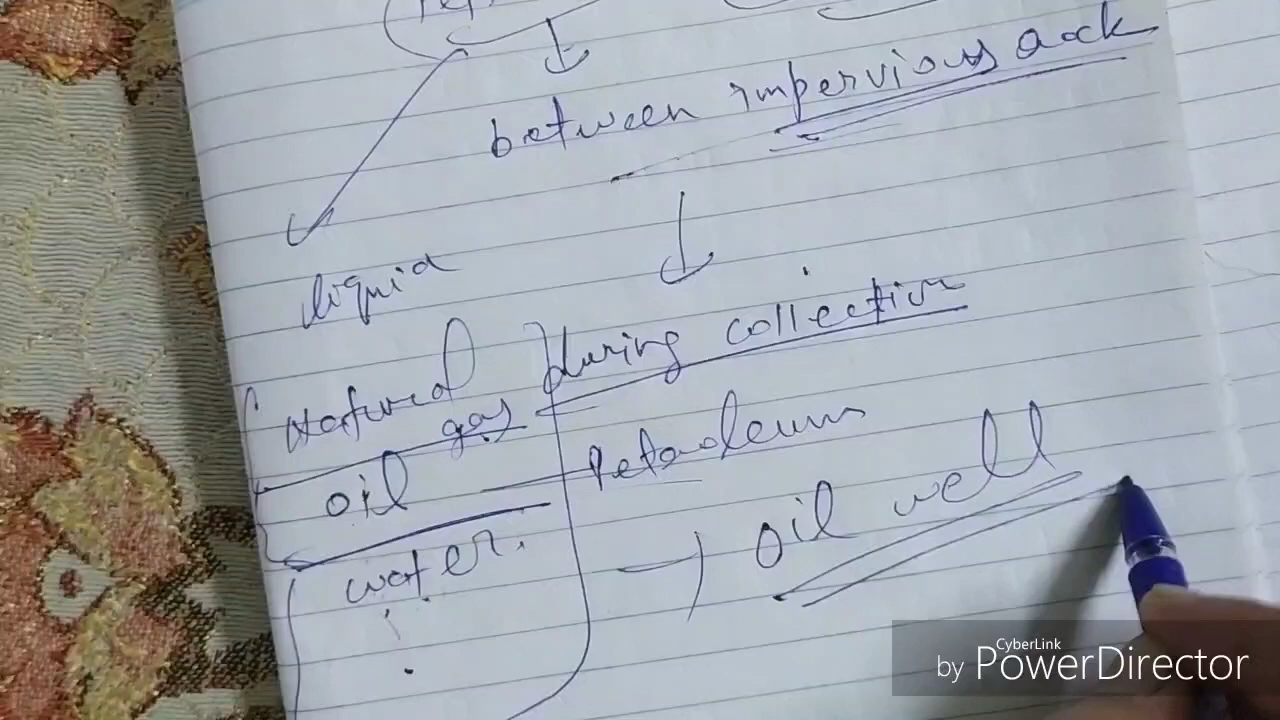 between impervious rock
liquid
during collection
Natural
gas
oil
Petroleum
oil well
water.
CyberLink
by PowerDirector